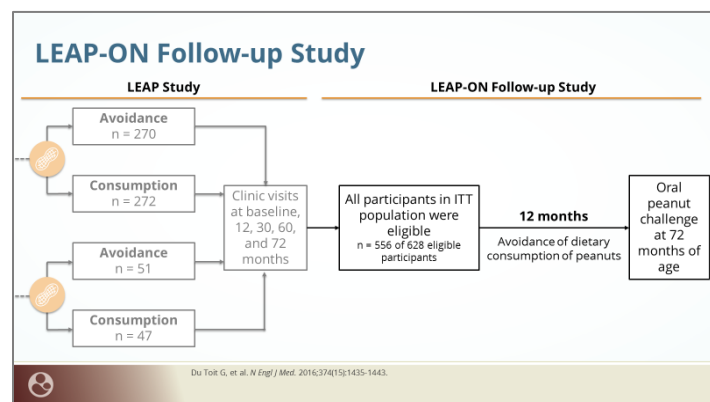 LEAP-ON Follow-up Study
LEAP Study
LEAP-ON Follow-up Study
Avoidance
n = 270
Consumption
n = 272
Avoidance
n = 51
Consumption
n = 47
Clinic visits
at baseline,
12, 30, 60,
and 72
months
All participants in ITT
population were
eligible
n = 556 of 628 eligible
participants
12 months
Avoidance of dietary
consumption of peanuts
Oral
peanut
challenge
at 72
months of
age
Du Toit G, et al. N Engl J Med. 2016;374(15):1435-1443.